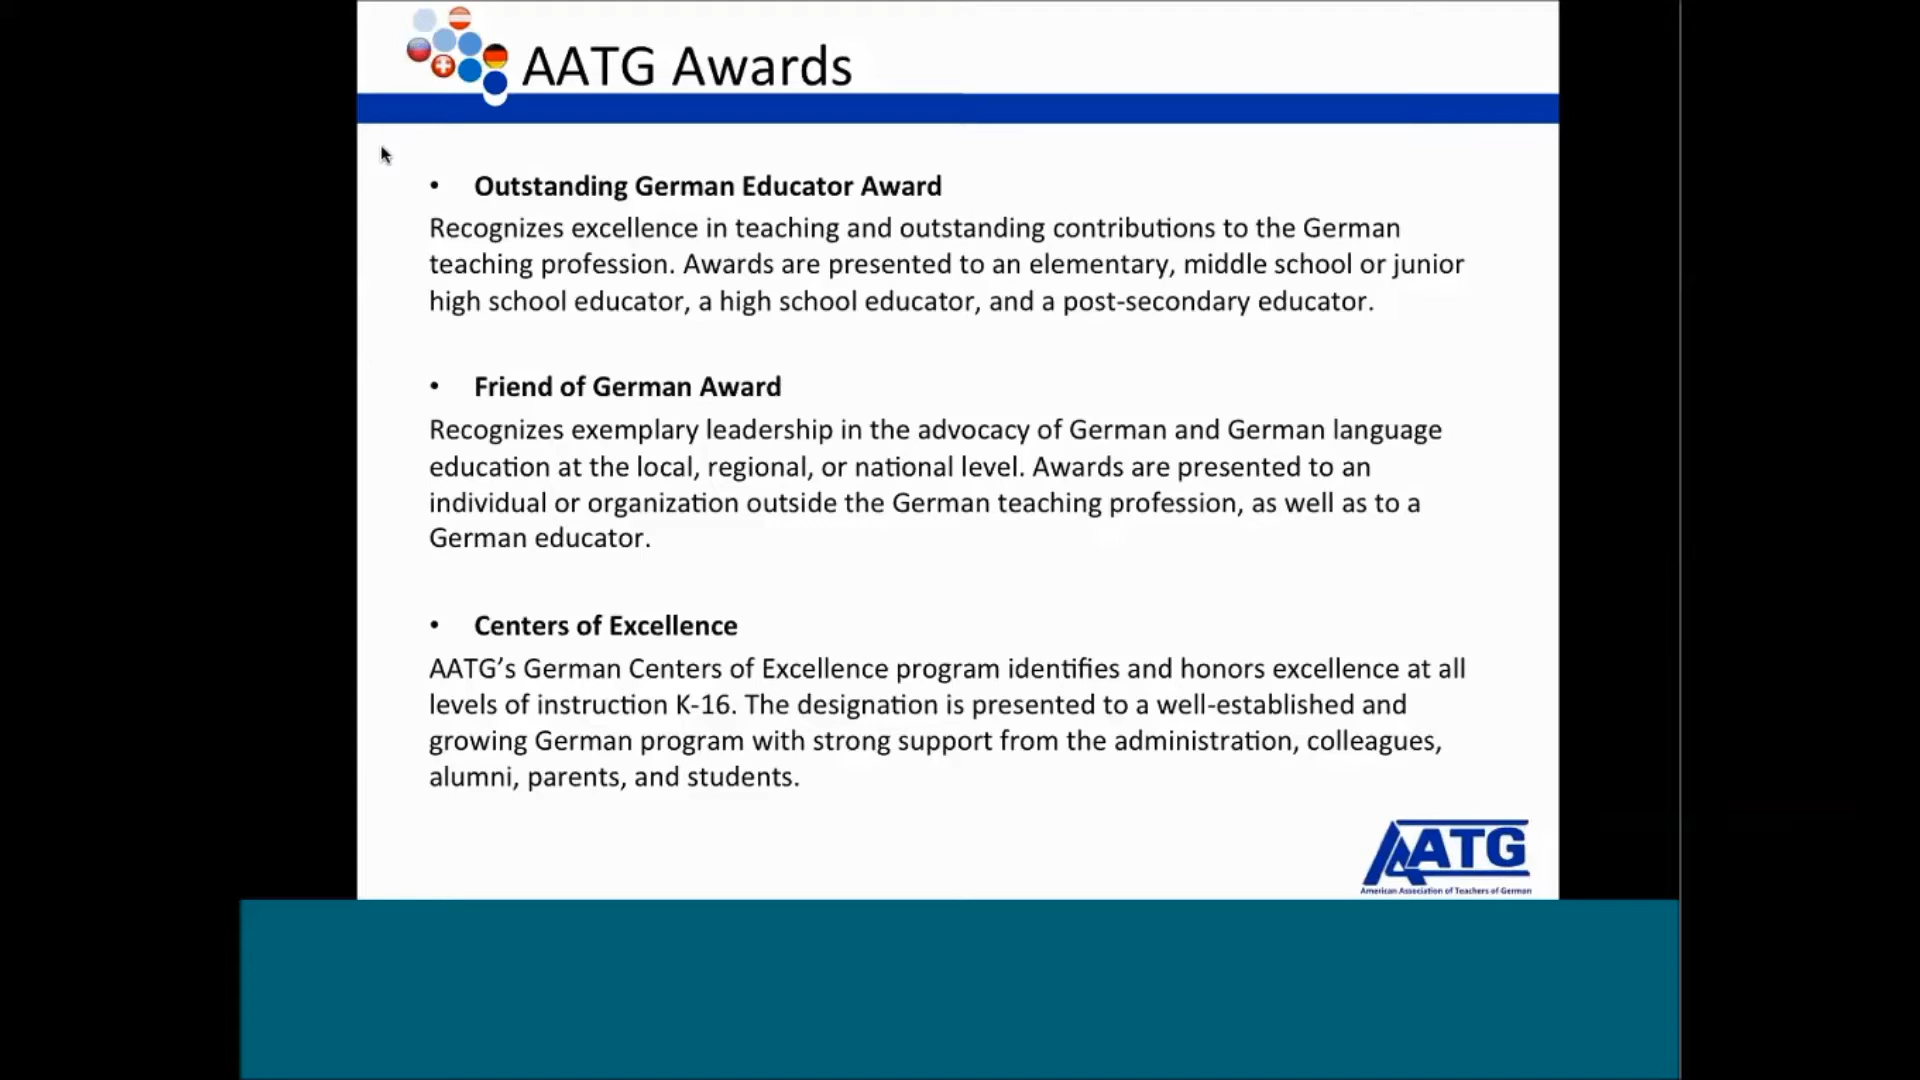 AATG Awards
• Outstanding German Educator Award
Recognizes excellence in teaching and outstanding contributions to the German
teaching profession. Awards are presented to an elementary, middle school or junior
high school educator, a high school educator, and a post-secondary educator.
• Friend of German Award
Recognizes exemplary leadership in the advocacy of German and German language
education at the local, regional, or national level. Awards are presented to an
individual or organization outside the German teaching profession, as well as to a
German educator.
• Centers of Excellence
AATG’s German Centers of Excellence program identifies and honors excellence at all
levels of instruction K-16. The designation is presented to a well-established and
growing German program with strong support from the administration, colleagues,
alumni, parents, and students.
AATG
American Association of Teachers of German